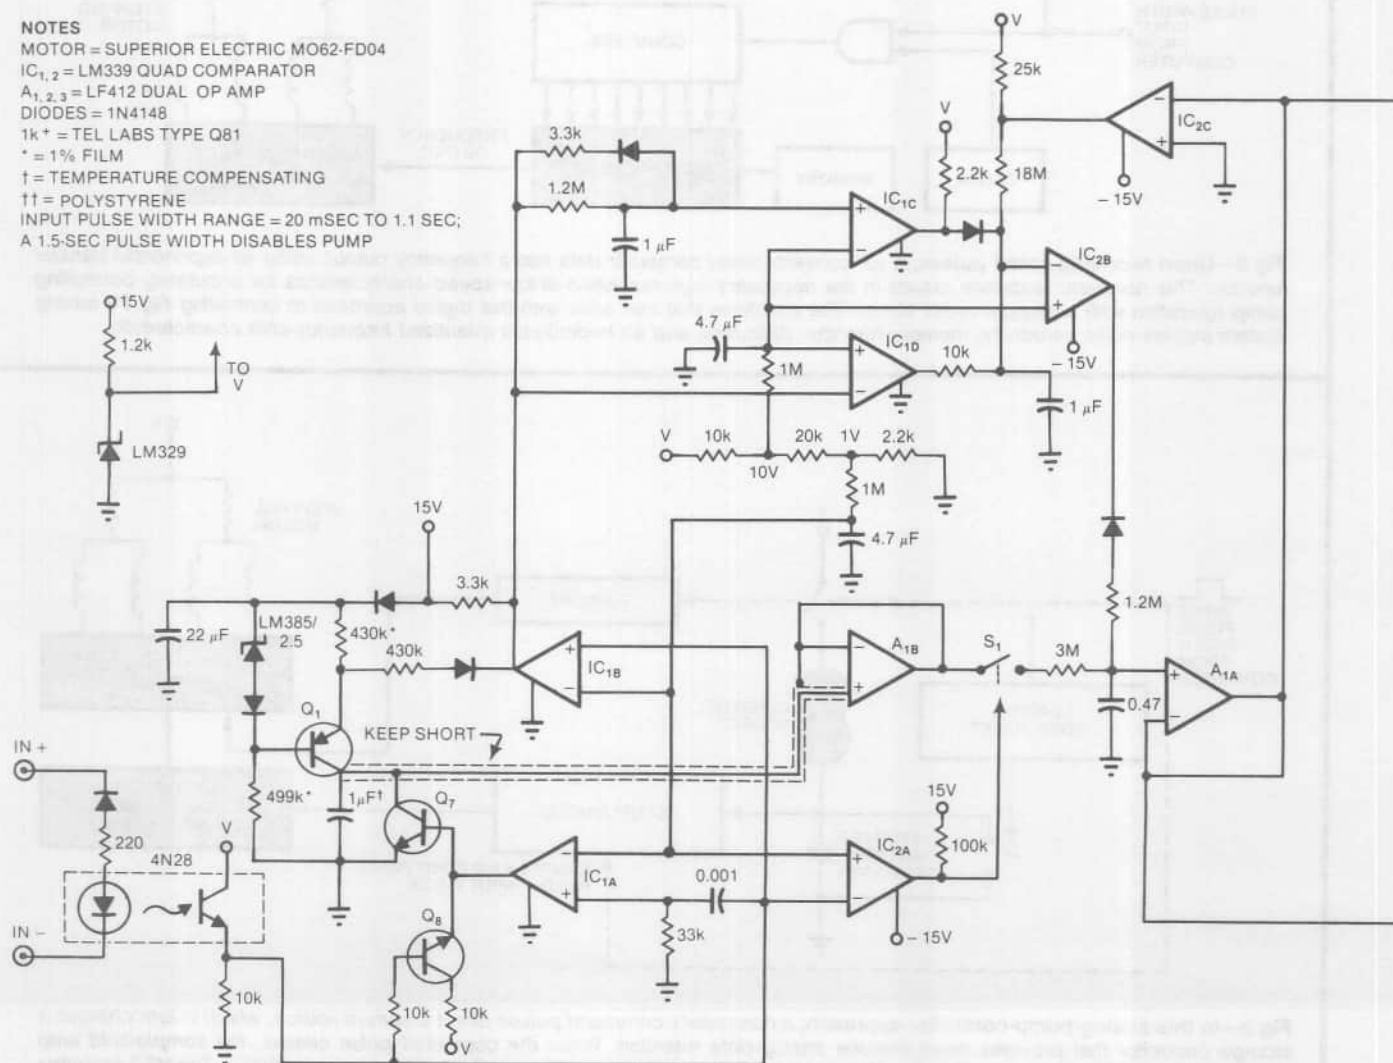 NOTES
MOTOR = SUPERIOR ELECTRIC MO62-FD04
IC1, 2 = LM339 QUAD COMPARATOR
A1, 2, 3 = LF412 DUAL OP AMP
DIODES = 1N4148
1k+ = TEL LABS TYPE Q81
* = 1% FILM
† = TEMPERATURE COMPENSATING
†† = POLYSTYRENE
INPUT PULSE WIDTH RANGE = 20 mSEC TO 1.1 SEC;
A 1.5-SEC PULSE WIDTH DISABLES PUMP
V
25k
IC2C
- 15V
3.3k
1.2M
1 µF
V
2.2k
18M
IC1C
IC2B
- 15V
15V
1.2k
TO
V
LM329
4.7 µF
1M
IC1D
10k
1 µF
V
10k
20k
1V
2.2k
10V
1M
4.7 µF
15V
3.3k
22 µF
LM385/
2.5
430k*
430k
IC1B
A1B
S1
3M
1.2M
A1A
0.47
Q1
KEEP SHORT
IN +
499k*
1µF†
Q7
220
4N28
V
IC1A
0.001
IC2A
15V
100k
- 15V
33k
Q8
IN -
10k
10k
10k
V